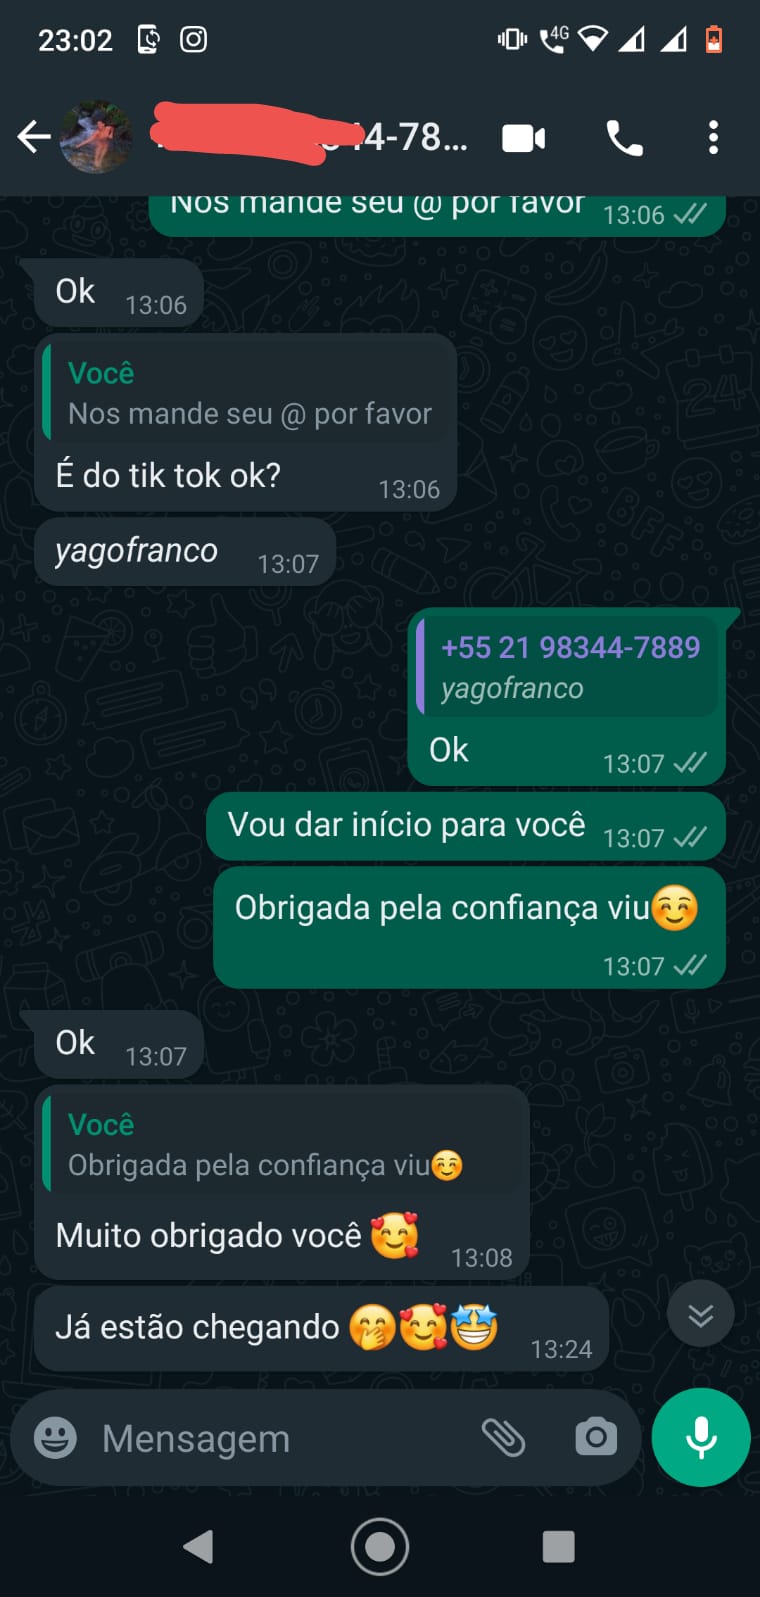 23:02
4G
4-78...
Nos mande seu @ por favor 13:06
Ok 13:06
Você
Nos mande seu @ por favor
É do tik tok ok? 13:06
yagofranco 13:07
+55 21 98344-7889
yagofranco
Ok 13:07
Vou dar início para você 13:07
Obrigada pela confiança viu☺️
13:07
Ok 13:07
Você
Obrigada pela confiança viu☺️
Muito obrigado você 🥰 13:08
Já estão chegando 🤭🥰🤩 13:24
Mensagem